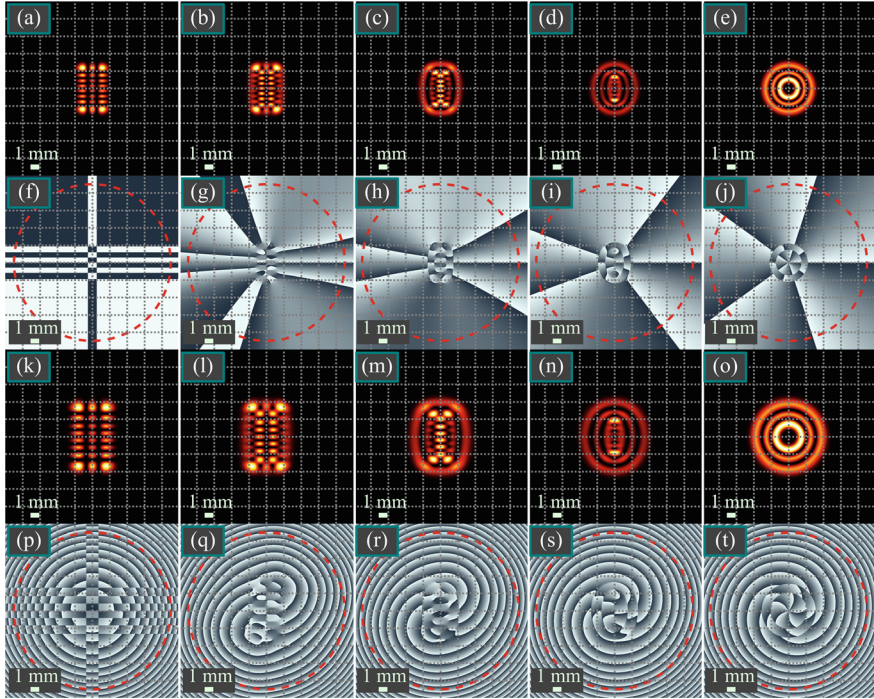 (a) (b) (c) (d) (e)
1 mm 1 mm 1 mm 1 mm 1 mm
(f) (g) (h) (i) (j)
1 mm 1 mm 1 mm 1 mm 1 mm
(k) (l) (m) (n) (o)
1 mm 1 mm 1 mm 1 mm 1 mm
(p) (q) (r) (s) (t)
1 mm 1 mm 1 mm 1 mm 1 mm